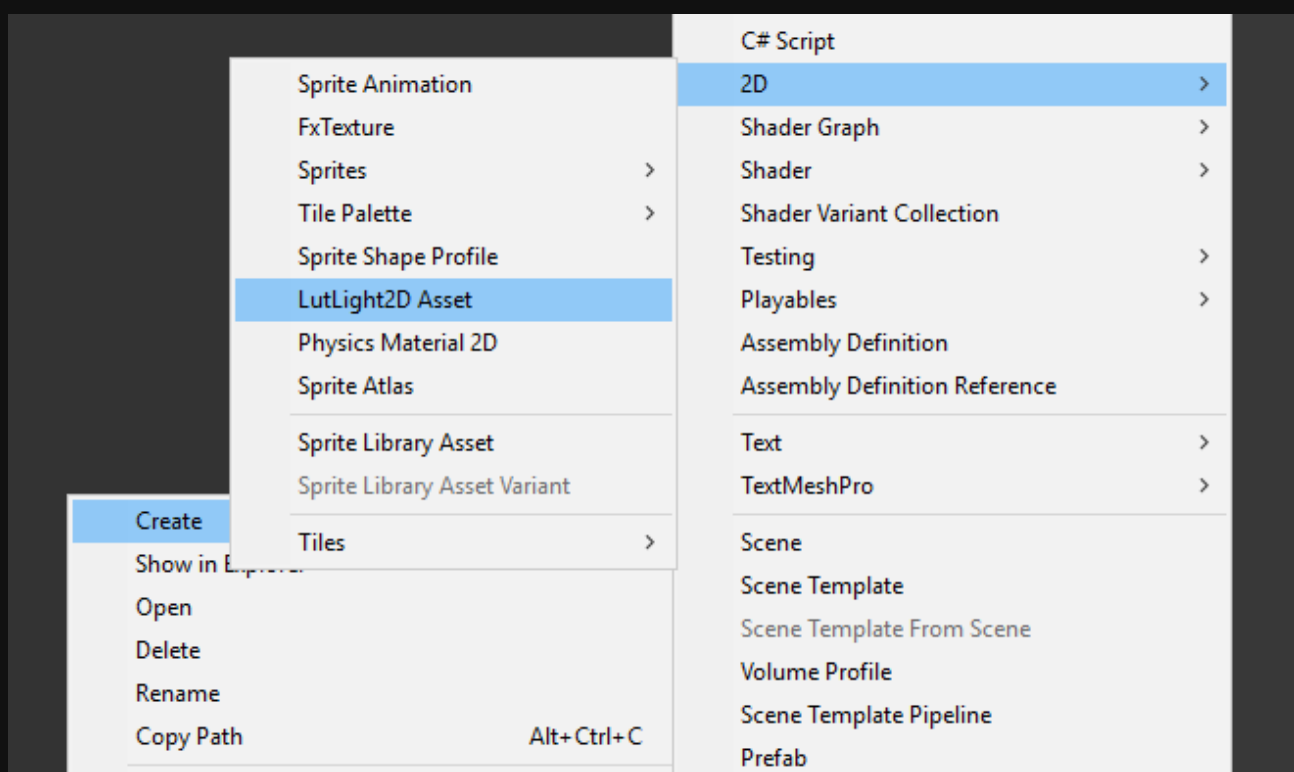 C# Script
2D
Shader Graph
Shader
Shader Variant Collection
Testing
Playables
Assembly Definition
Assembly Definition Reference
Text
TextMeshPro
Scene
Scene Template
Scene Template From Scene
Volume Profile
Scene Template Pipeline
Prefab
Sprite Animation
FxTexture
Sprites
Tile Palette
Sprite Shape Profile
LutLight2D Asset
Physics Material 2D
Sprite Atlas
Sprite Library Asset
Sprite Library Asset Variant
Tiles
Create
Show in Explorer
Open
Delete
Rename
Copy Path Alt+Ctrl+C